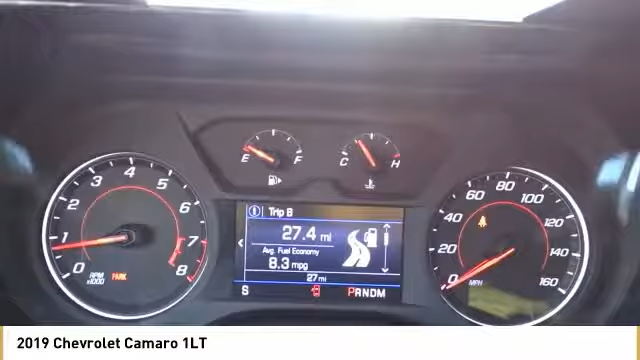 E F C H
0 1 2 3 4 5 6 7 8
RPM x1000 PARK
Trip B
27.4 mi
Avg. Fuel Economy
8.3 mpg
27 mi
S PRNDM
0 20 40 60 80 100 120 140 160
MPH
2019 Chevrolet Camaro 1LT